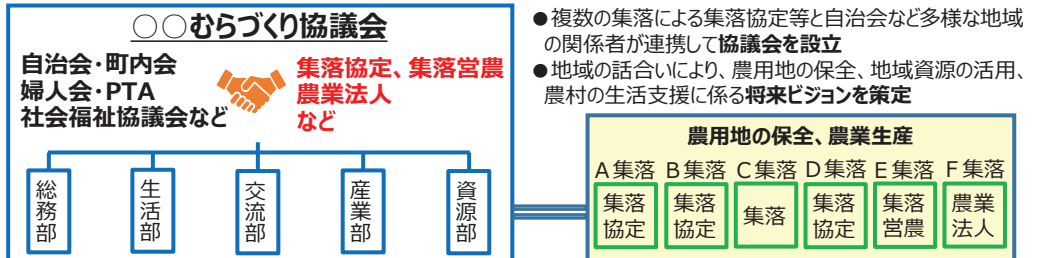 ○○むらづくり協議会
自治会・町内会
婦人会・PTA
社会福祉協議会など
集落協定、集落営農
農業法人
など
総務部
生活部
交流部
産業部
資源部
●複数の集落による集落協定等と自治会など多様な地域
の関係者が連携して協議会を設立
●地域の話合いにより、農用地の保全、地域資源の活用、
農村の生活支援に係る将来ビジョンを策定
農用地の保全、農業生産
A集落 B集落 C集落 D集落 E集落 F集落
集落
協定
集落
協定
集落
集落
協定
集落
営農
農業
法人